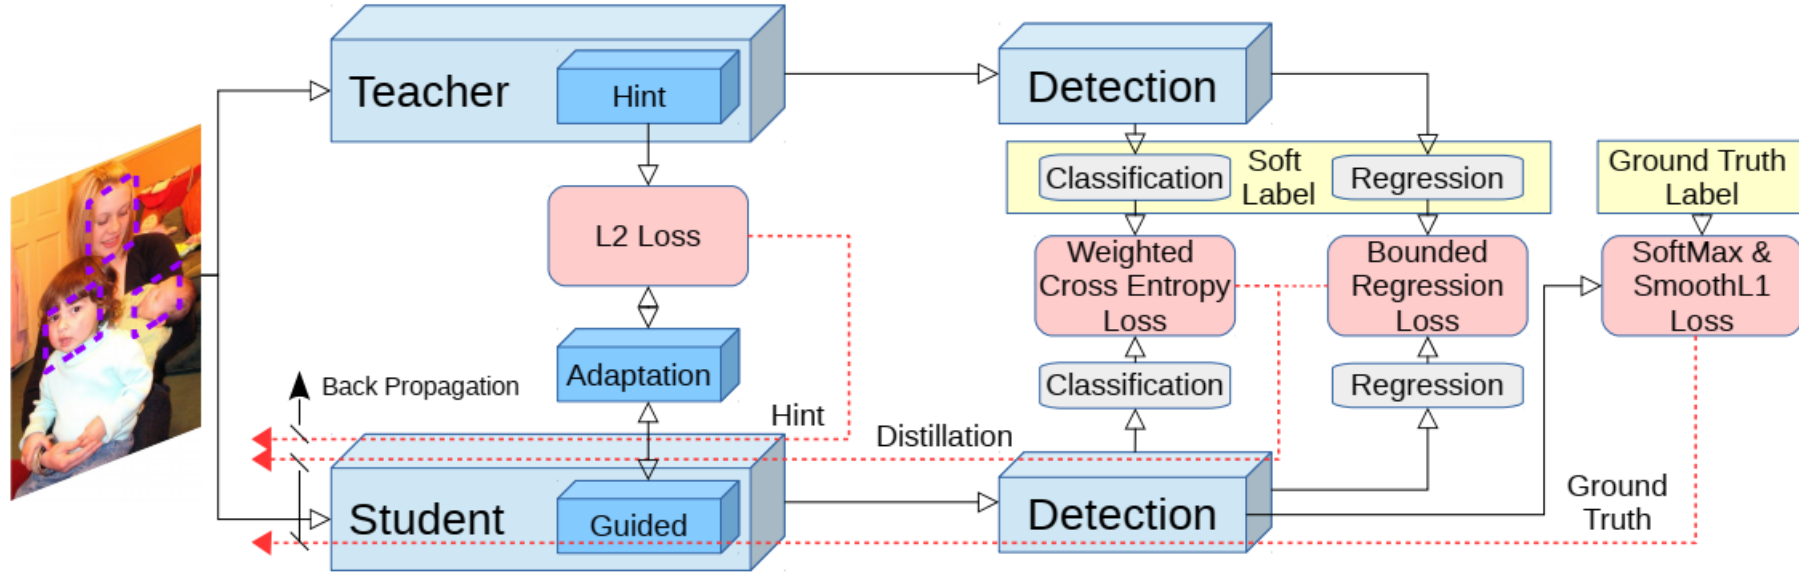 Teacher
Hint
Detection
Classification
Soft
Label
Regression
Ground Truth
Label
L2 Loss
Weighted
Cross Entropy
Loss
Bounded
Regression
Loss
SoftMax &
SmoothL1
Loss
Adaptation
Back Propagation
Classification
Regression
Hint
Distillation
Student
Guided
Detection
Ground
Truth